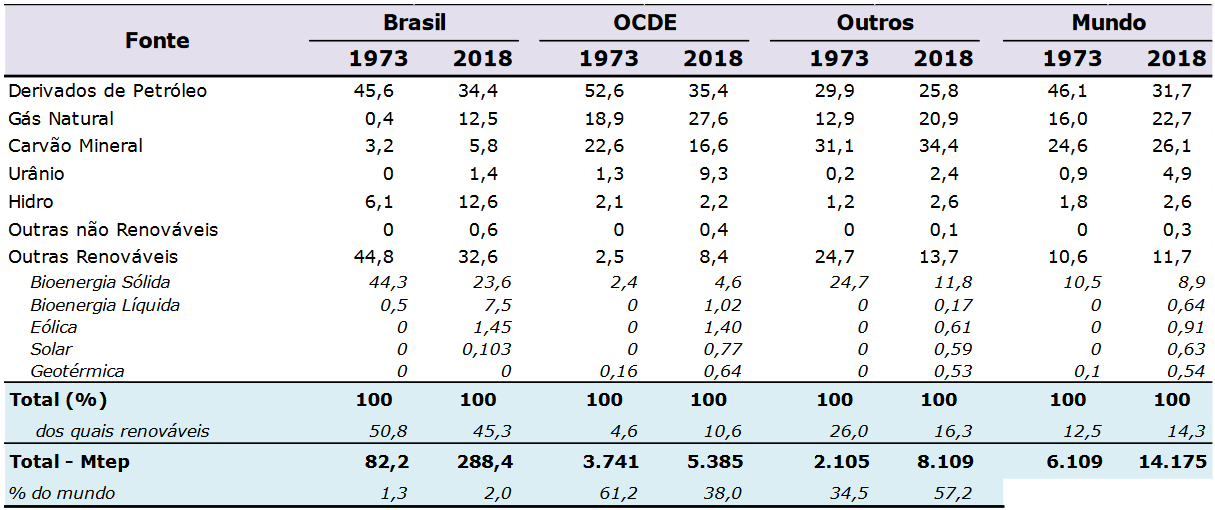 Fonte Brasil OCDE Outros Mundo
1973 2018 1973 2018 1973 2018 1973 2018
Derivados de Petróleo 45,6 34,4 52,6 35,4 29,9 25,8 46,1 31,7
Gás Natural 0,4 12,5 18,9 27,6 12,9 20,9 16,0 22,7
Carvão Mineral 3,2 5,8 22,6 16,6 31,1 34,4 24,6 26,1
Urânio 0 1,4 1,3 9,3 0,2 2,4 0,9 4,9
Hidro 6,1 12,6 2,1 2,2 1,2 2,6 1,8 2,6
Outras não Renováveis 0 0,6 0 0,4 0 0,1 0 0,3
Outras Renováveis 44,8 32,6 2,5 8,4 24,7 13,7 10,6 11,7
Bioenergia Sólida 44,3 23,6 2,4 4,6 24,7 11,8 10,5 8,9
Bioenergia Líquida 0,5 7,5 0 1,02 0 0,17 0 0,64
Eólica 0 1,45 0 1,40 0 0,61 0 0,91
Solar 0 0,103 0 0,77 0 0,59 0 0,63
Geotérmica 0 0 0,16 0,64 0 0,53 0,1 0,54
Total (%) 100 100 100 100 100 100 100 100
dos quais renováveis 50,8 45,3 4,6 10,6 26,0 16,3 12,5 14,3
Total - Mtep 82,2 288,4 3.741 5.385 2.105 8.109 6.109 14.175
% do mundo 1,3 2,0 61,2 38,0 34,5 57,2